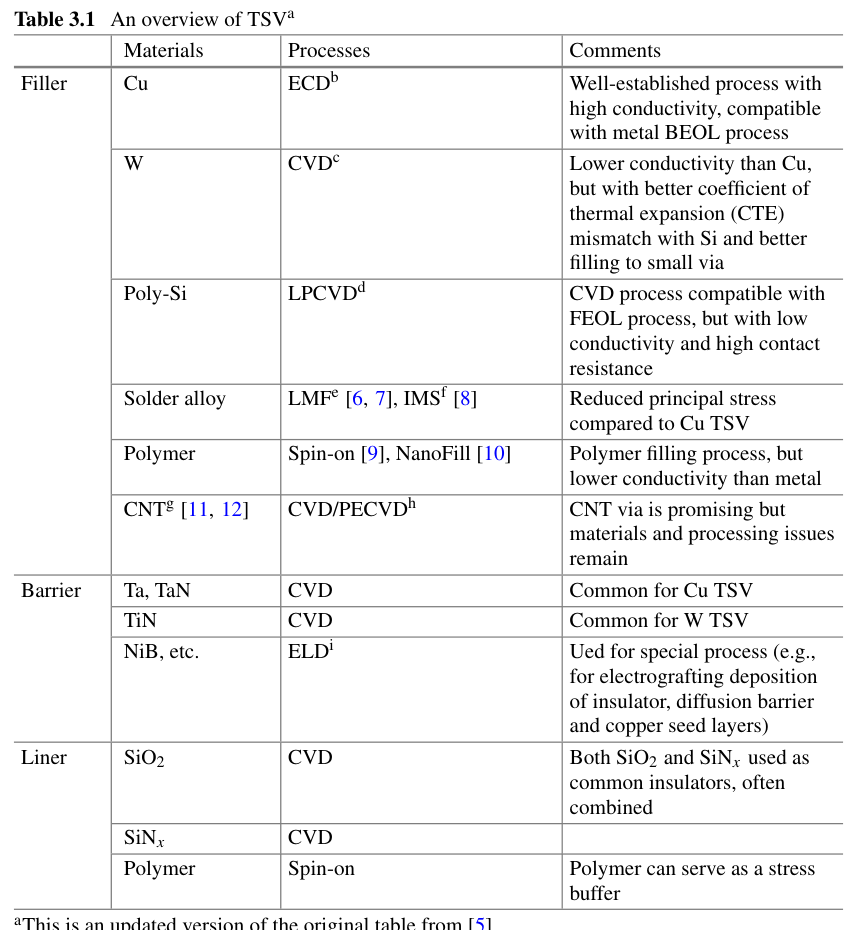 Table 3.1 An overview of TSVᵃ
Materials Processes Comments
Filler Cu ECDᵇ Well-established process with
high conductivity, compatible
with metal BEOL process
W CVDᶜ Lower conductivity than Cu,
but with better coefficient of
thermal expansion (CTE)
mismatch with Si and better
filling to small via
Poly-Si LPCVDᵈ CVD process compatible with
FEOL process, but with low
conductivity and high contact
resistance
Solder alloy LMFᵉ [6, 7], IMSᶠ [8] Reduced principal stress
compared to Cu TSV
Polymer Spin-on [9], NanoFill [10] Polymer filling process, but
lower conductivity than metal
CNTᵍ [11, 12] CVD/PECVDʰ CNT via is promising but
materials and processing issues
remain
Barrier Ta, TaN CVD Common for Cu TSV
TiN CVD Common for W TSV
NiB, etc. ELDⁱ Ued for special process (e.g.,
for electrografting deposition
of insulator, diffusion barrier
and copper seed layers)
Liner SiO₂ CVD Both SiO₂ and SiNₓ used as
common insulators, often
combined
SiNₓ CVD
Polymer Spin-on Polymer can serve as a stress
buffer
ᵃThis is an updated version of the original table from [5]